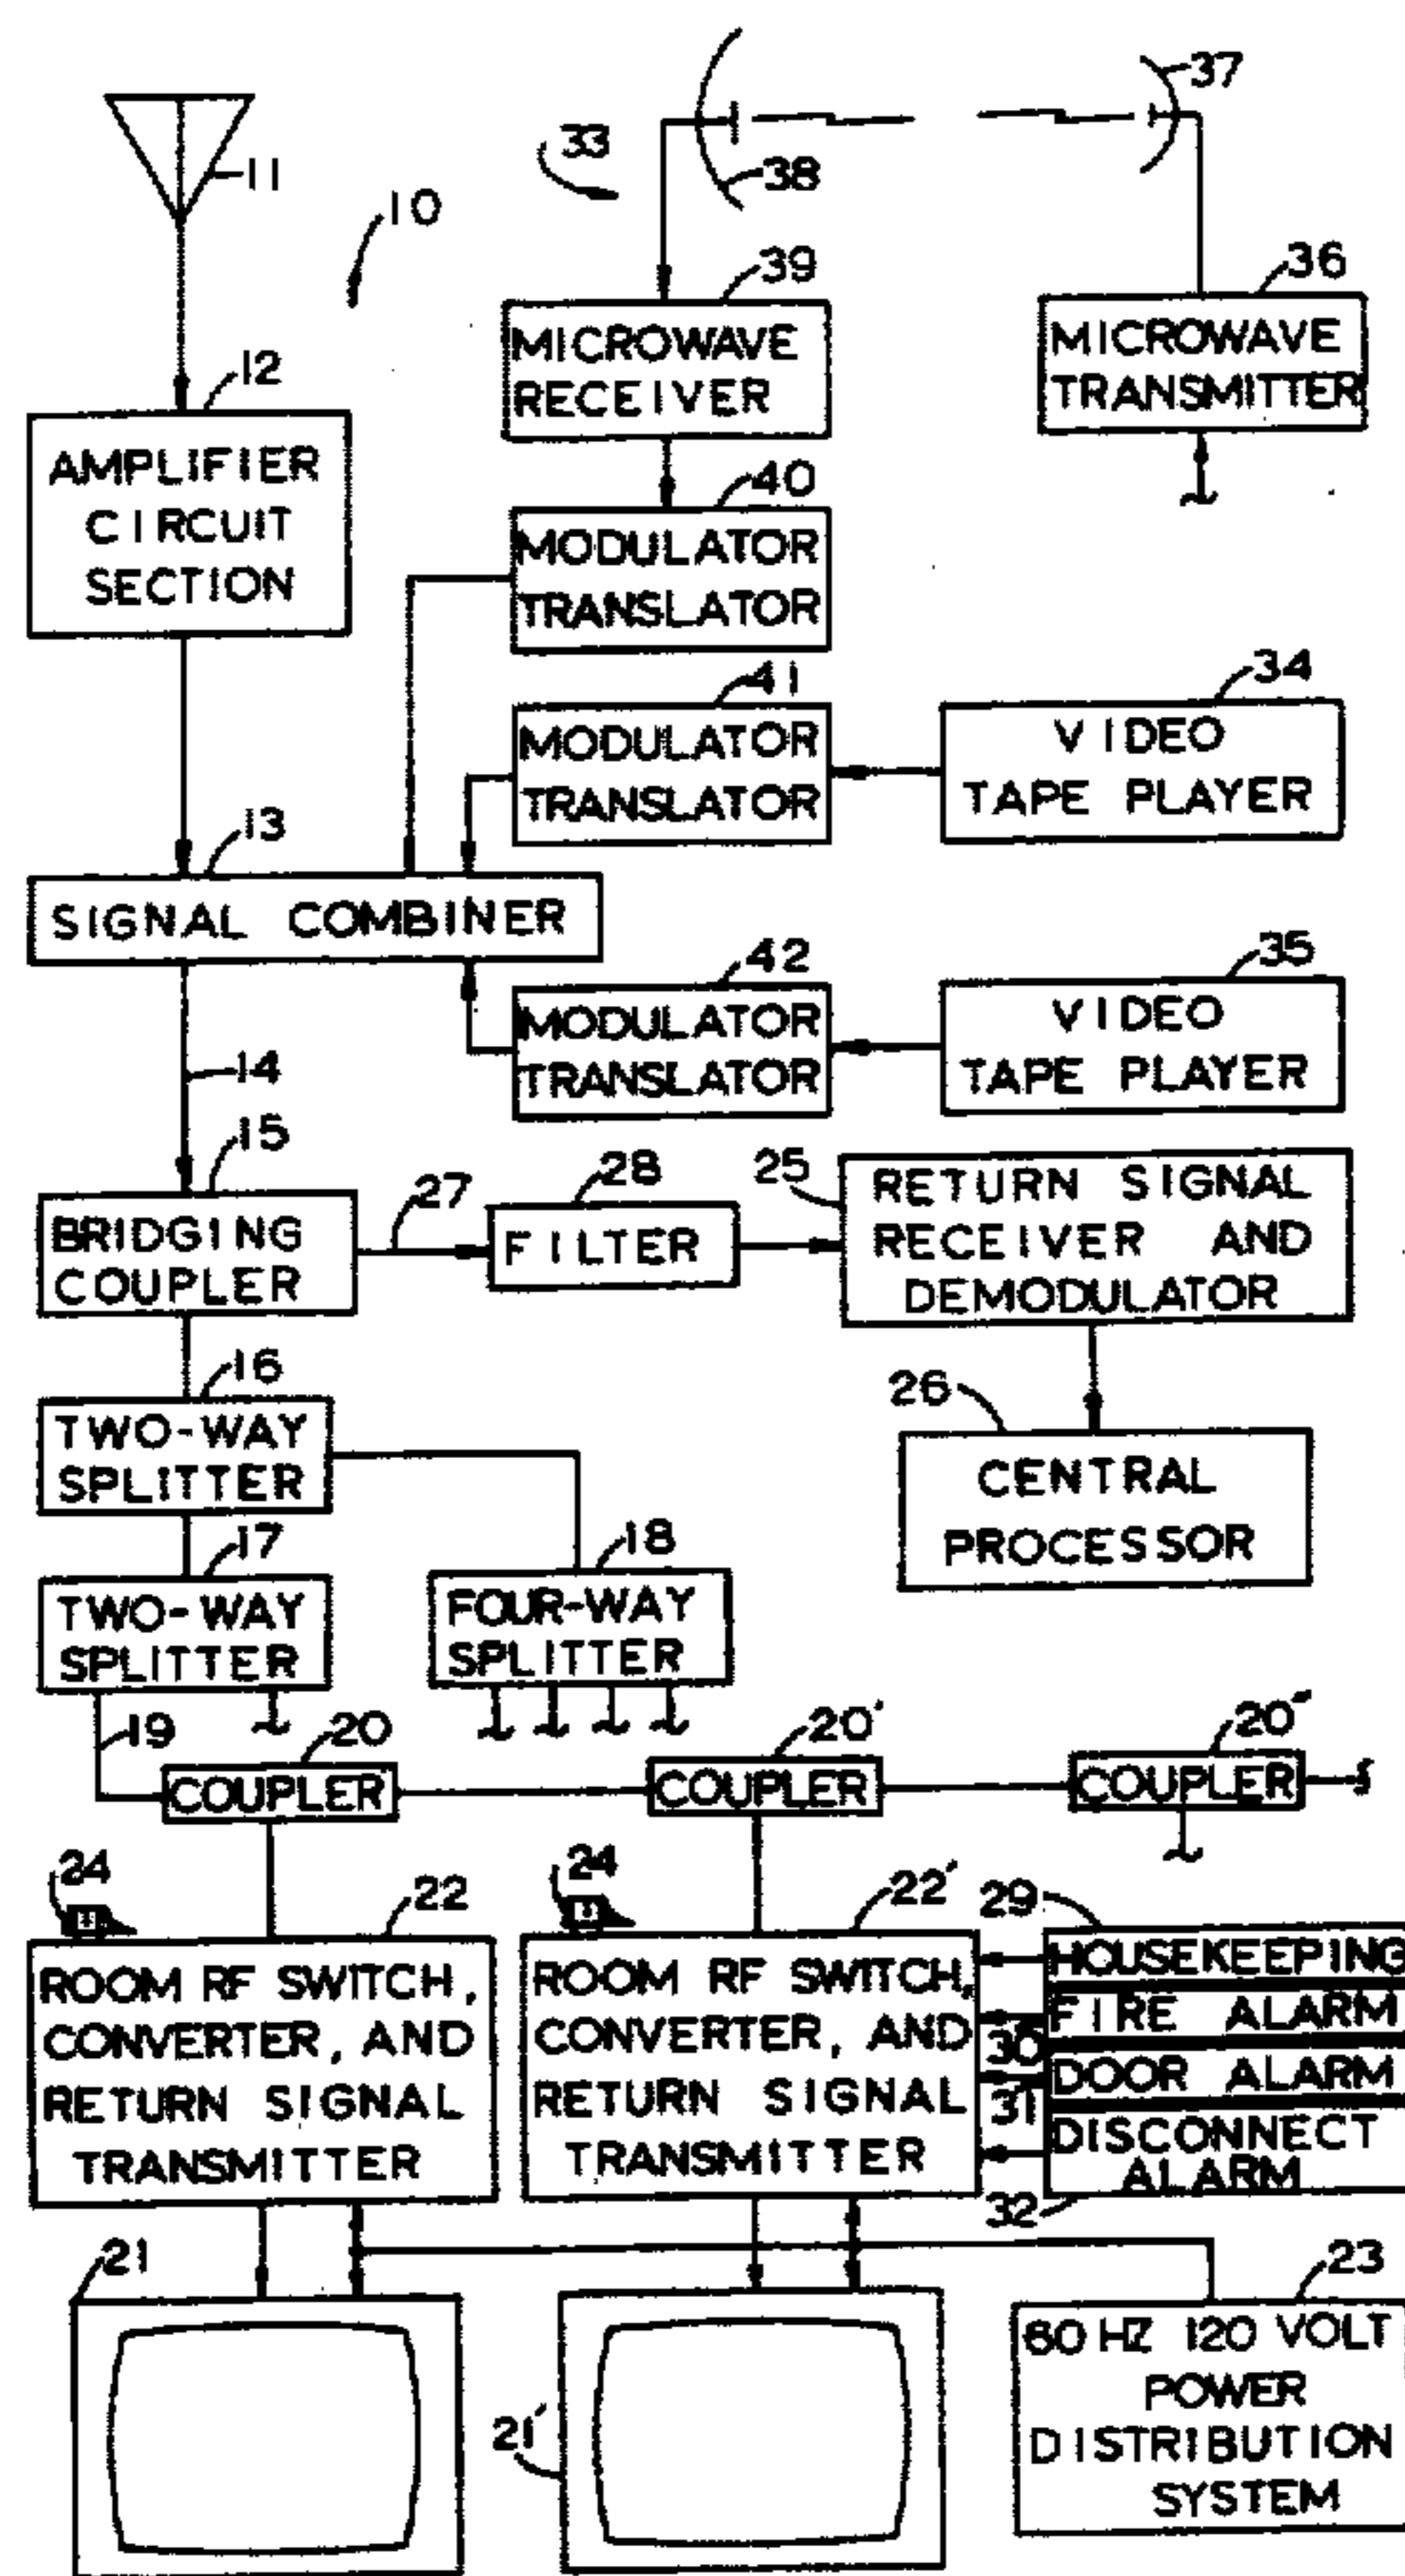 37
33
38
11
10
39
36
MICROWAVE
RECEIVER
MICROWAVE
TRANSMITTER
12
AMPLIFIER
CIRCUIT
SECTION
40
MODULATOR
TRANSLATOR
41
MODULATOR
TRANSLATOR
34
VIDEO
TAPE PLAYER
13
SIGNAL COMBINER
42
MODULATOR
TRANSLATOR
35
VIDEO
TAPE PLAYER
14
15
BRIDGING
COUPLER
27
28
FILTER
25
RETURN SIGNAL
RECEIVER AND
DEMODULATOR
16
TWO-WAY
SPLITTER
26
CENTRAL
PROCESSOR
17
TWO-WAY
SPLITTER
18
FOUR-WAY
SPLITTER
19
20
COUPLER
20'
COUPLER
20"
COUPLER
24
22
ROOM RF SWITCH,
CONVERTER, AND
RETURN SIGNAL
TRANSMITTER
24
22'
ROOM RF SWITCH,
CONVERTER, AND
RETURN SIGNAL
TRANSMITTER
29
HOUSEKEEPING
FIRE ALARM
30
DOOR ALARM
31
DISCONNECT
ALARM
32
21
21'
23
60 HZ 120 VOLT
POWER
DISTRIBUTION
SYSTEM